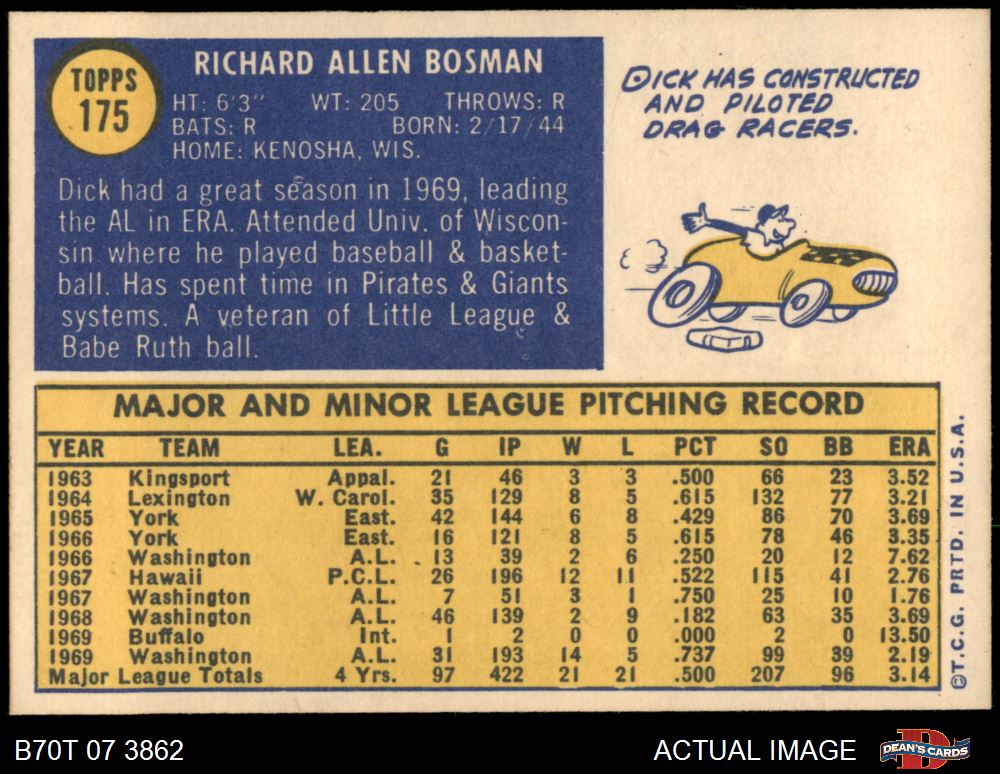 TOPPS
175
RICHARD ALLEN BOSMAN
HT: 6'3" WT: 205 THROWS: R
BATS: R BORN: 2/17/44
HOME: KENOSHA, WIS.
Dick had a great season in 1969, leading
the AL in ERA. Attended Univ. of Wiscon-
sin where he played baseball & basket-
ball. Has spent time in Pirates & Giants
systems. A veteran of Little League &
Babe Ruth ball.
DICK HAS CONSTRUCTED
AND PILOTED
DRAG RACERS.
MAJOR AND MINOR LEAGUE PITCHING RECORD
YEAR TEAM LEA. G IP W L PCT SO BB ERA
1963 Kingsport Appal. 21 46 3 3 .500 66 23 3.52
1964 Lexington W. Carol. 35 129 8 5 .615 132 77 3.21
1965 York East. 42 144 6 8 .429 86 70 3.69
1966 York East. 16 121 8 5 .615 78 46 3.35
1966 Washington A.L. 13 39 2 6 .250 20 12 7.62
1967 Hawaii P.C.L. 26 196 12 11 .522 115 41 2.76
1967 Washington A.L. 7 51 3 1 .750 25 10 1.76
1968 Washington A.L. 46 139 2 9 .182 63 35 3.69
1969 Buffalo Int. 1 2 0 0 .000 2 0 13.50
1969 Washington A.L. 31 193 14 5 .737 99 39 2.19
Major League Totals 4 Yrs. 97 422 21 21 .500 207 96 3.14
©T.C.G. PRTD. IN U.S.A.
B70T 07 3862
ACTUAL IMAGE
DEAN'S CARDS